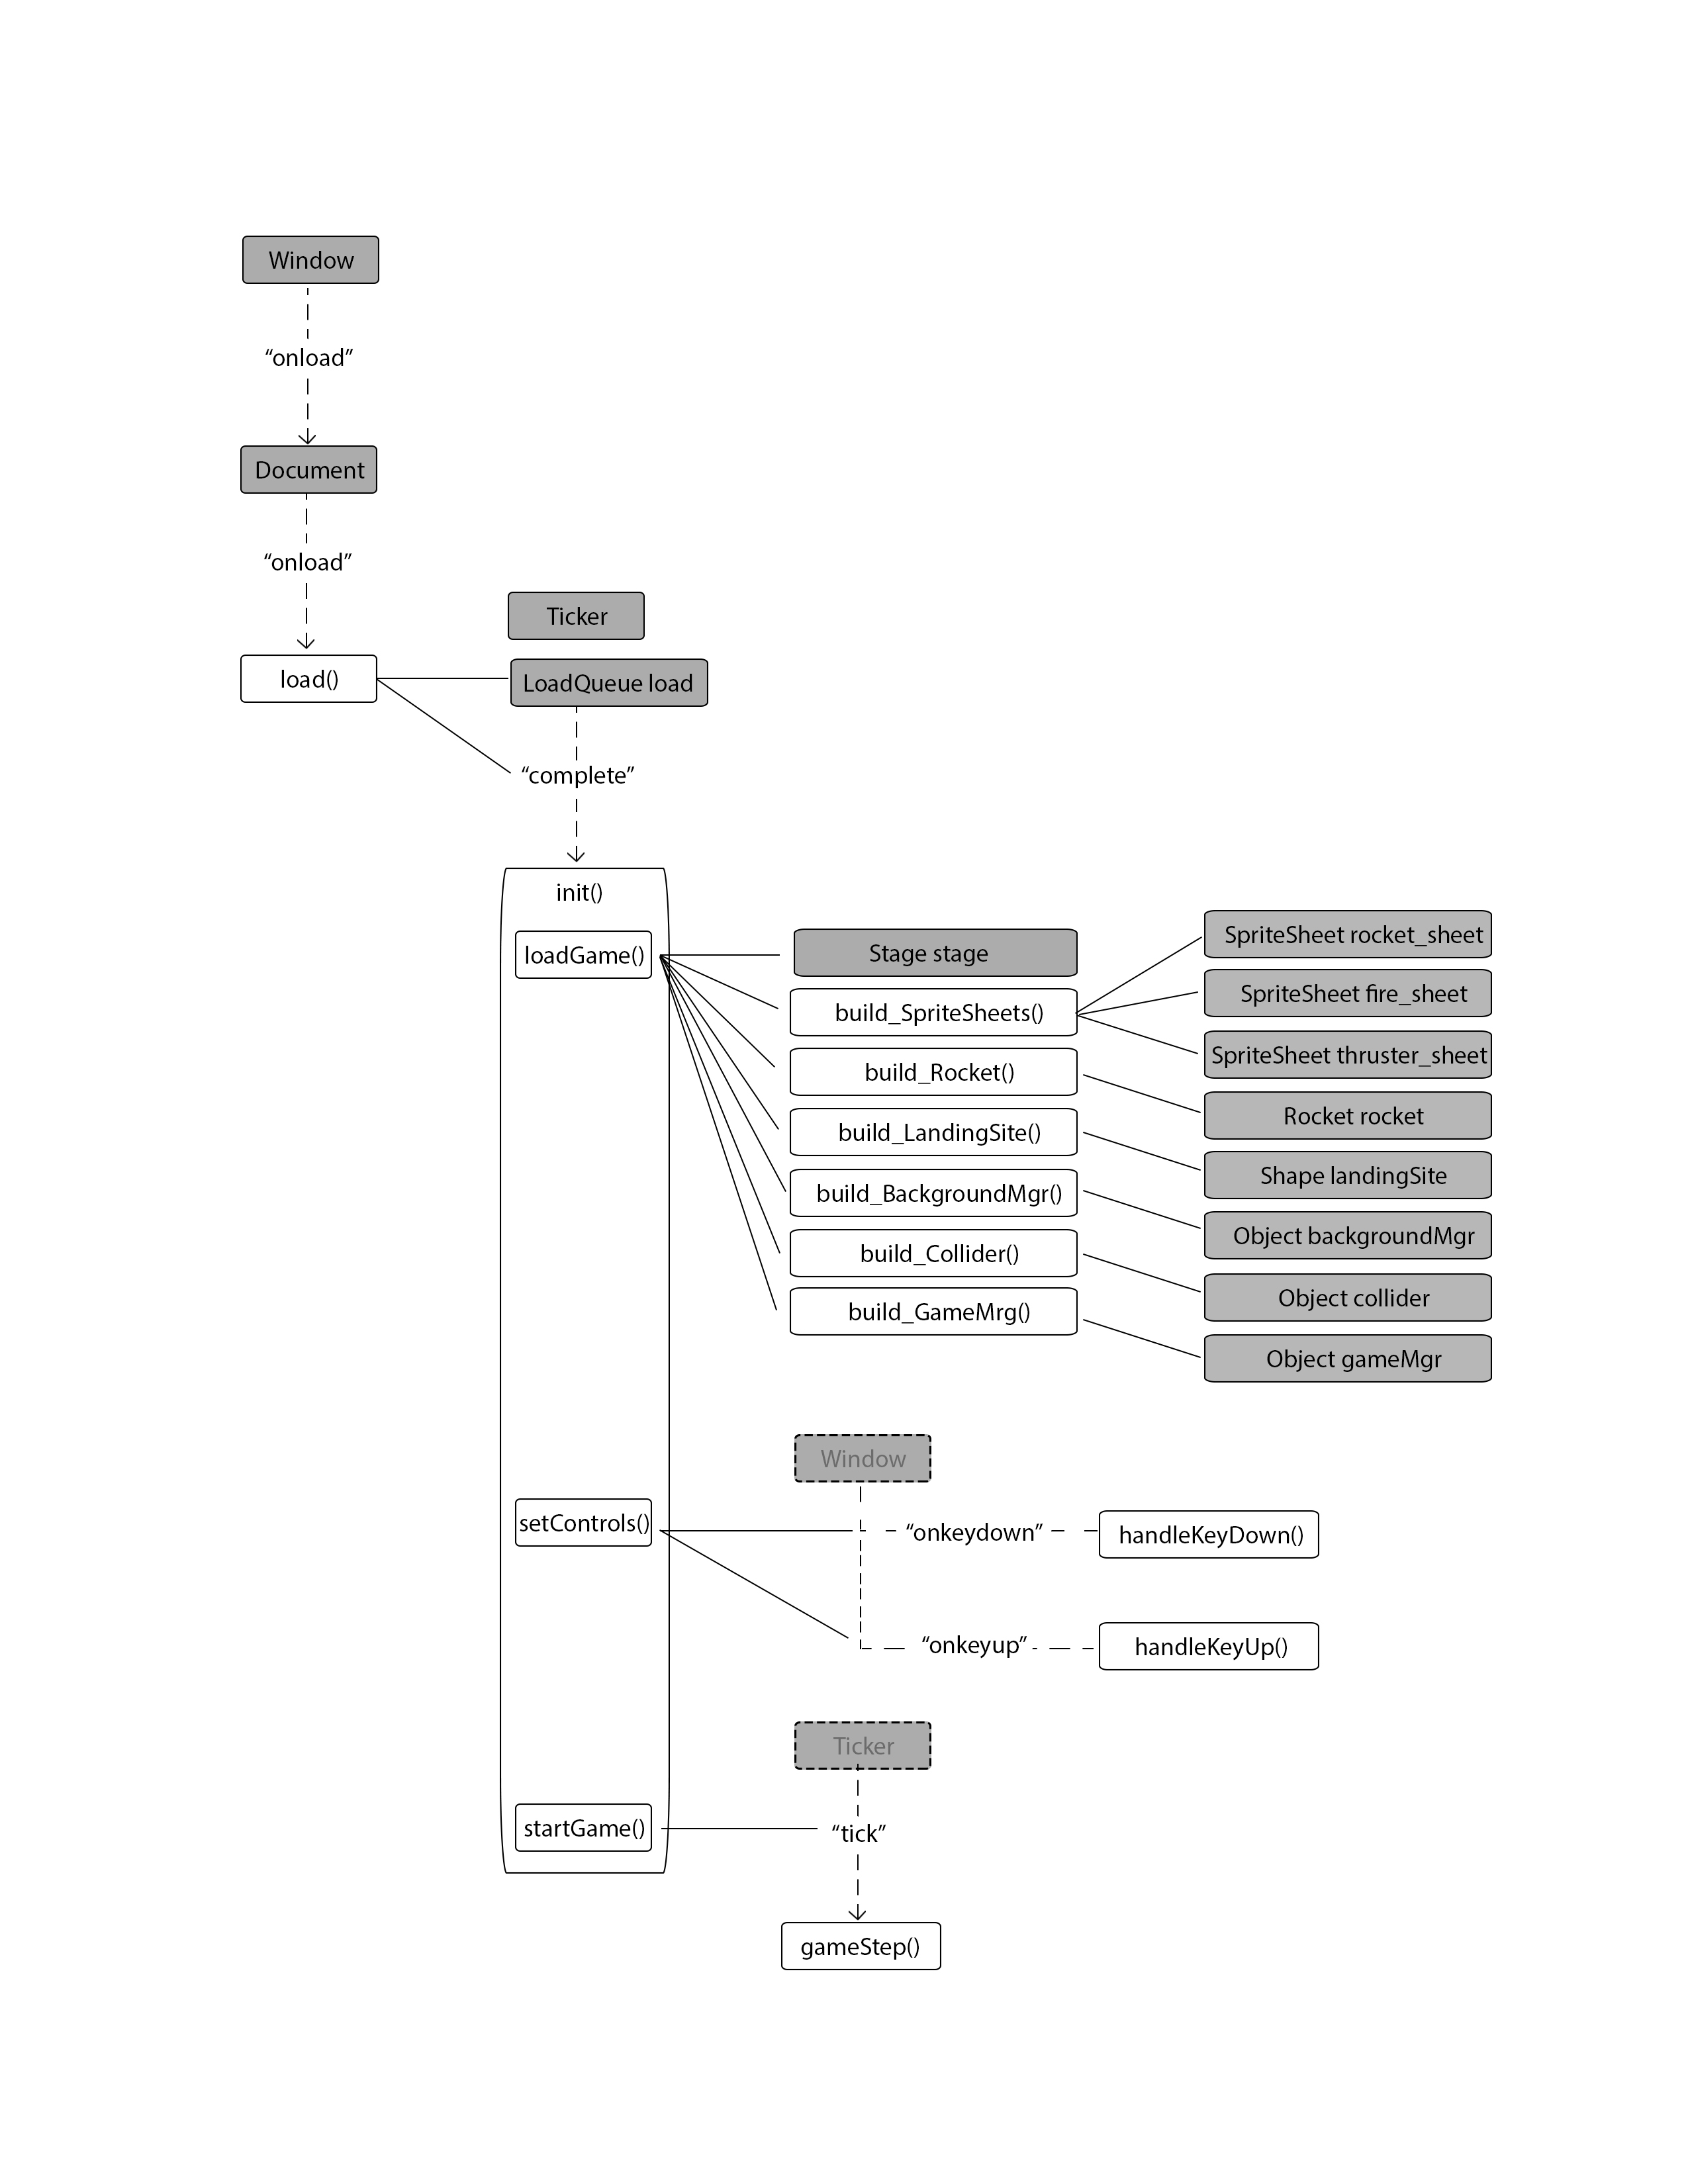 Window
“onload”
Document
“onload”
Ticker
load()
LoadQueue load
“complete”
init()
loadGame()
Stage stage
build_SpriteSheets()
build_Rocket()
build_LandingSite()
build_BackgroundMgr()
build_Collider()
build_GameMrg()
SpriteSheet rocket_sheet
SpriteSheet fire_sheet
SpriteSheet thruster_sheet
Rocket rocket
Shape landingSite
Object backgroundMgr
Object collider
Object gameMgr
Window
setControls()
“onkeydown”
handleKeyDown()
“onkeyup”
handleKeyUp()
Ticker
startGame()
“tick”
gameStep()